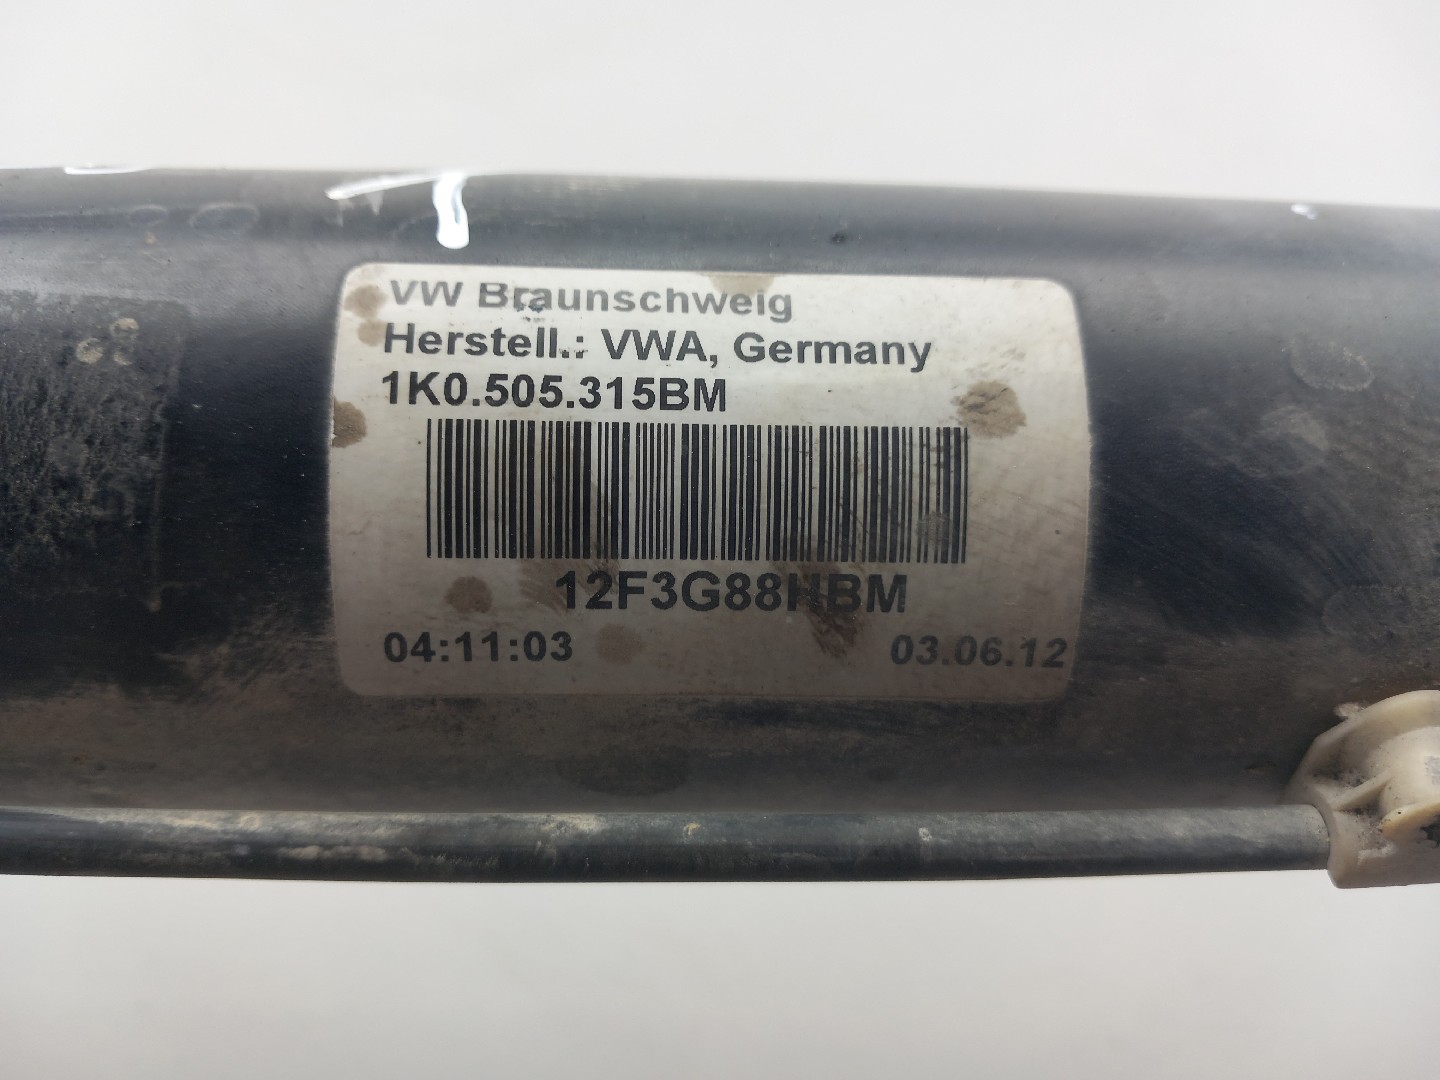 VW Braunschweig
Herstell.: VWA, Germany
1K0.505.315BM
12F3G88HBM
04:11:03 03.06.12